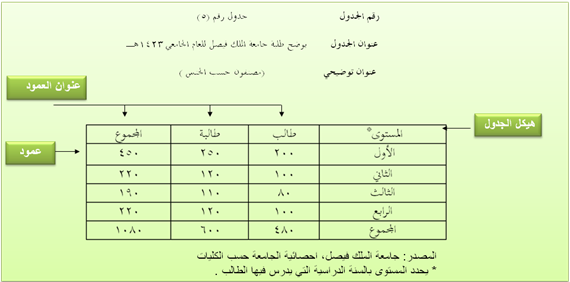 رقم الجدول جدول رقم (٥)
عنوان الجدول يوضح طلبة جامعة الملك فيصل للعام الجامعي ١٤٢٣هـ
عنوان توضيحي (مصنفون حسب الجنس)
عنوان العمود
هيكل الجدول
عمود
المستوى* طالب طالبة المجموع
الأول ٢٠٠ ٢٥٠ ٤٥٠
الثاني ١٠٠ ١٢٠ ٢٢٠
الثالث ٨٠ ١١٠ ١٩٠
الرابع ١٠٠ ١٢٠ ٢٢٠
المجموع ٤٨٠ ٦٠٠ ١٠٨٠
المصدر: جامعة الملك فيصل، احصائية الجامعة حسب الكليات
* يحدد المستوى بالسنة الدراسية التي يدرس فيها الطالب .